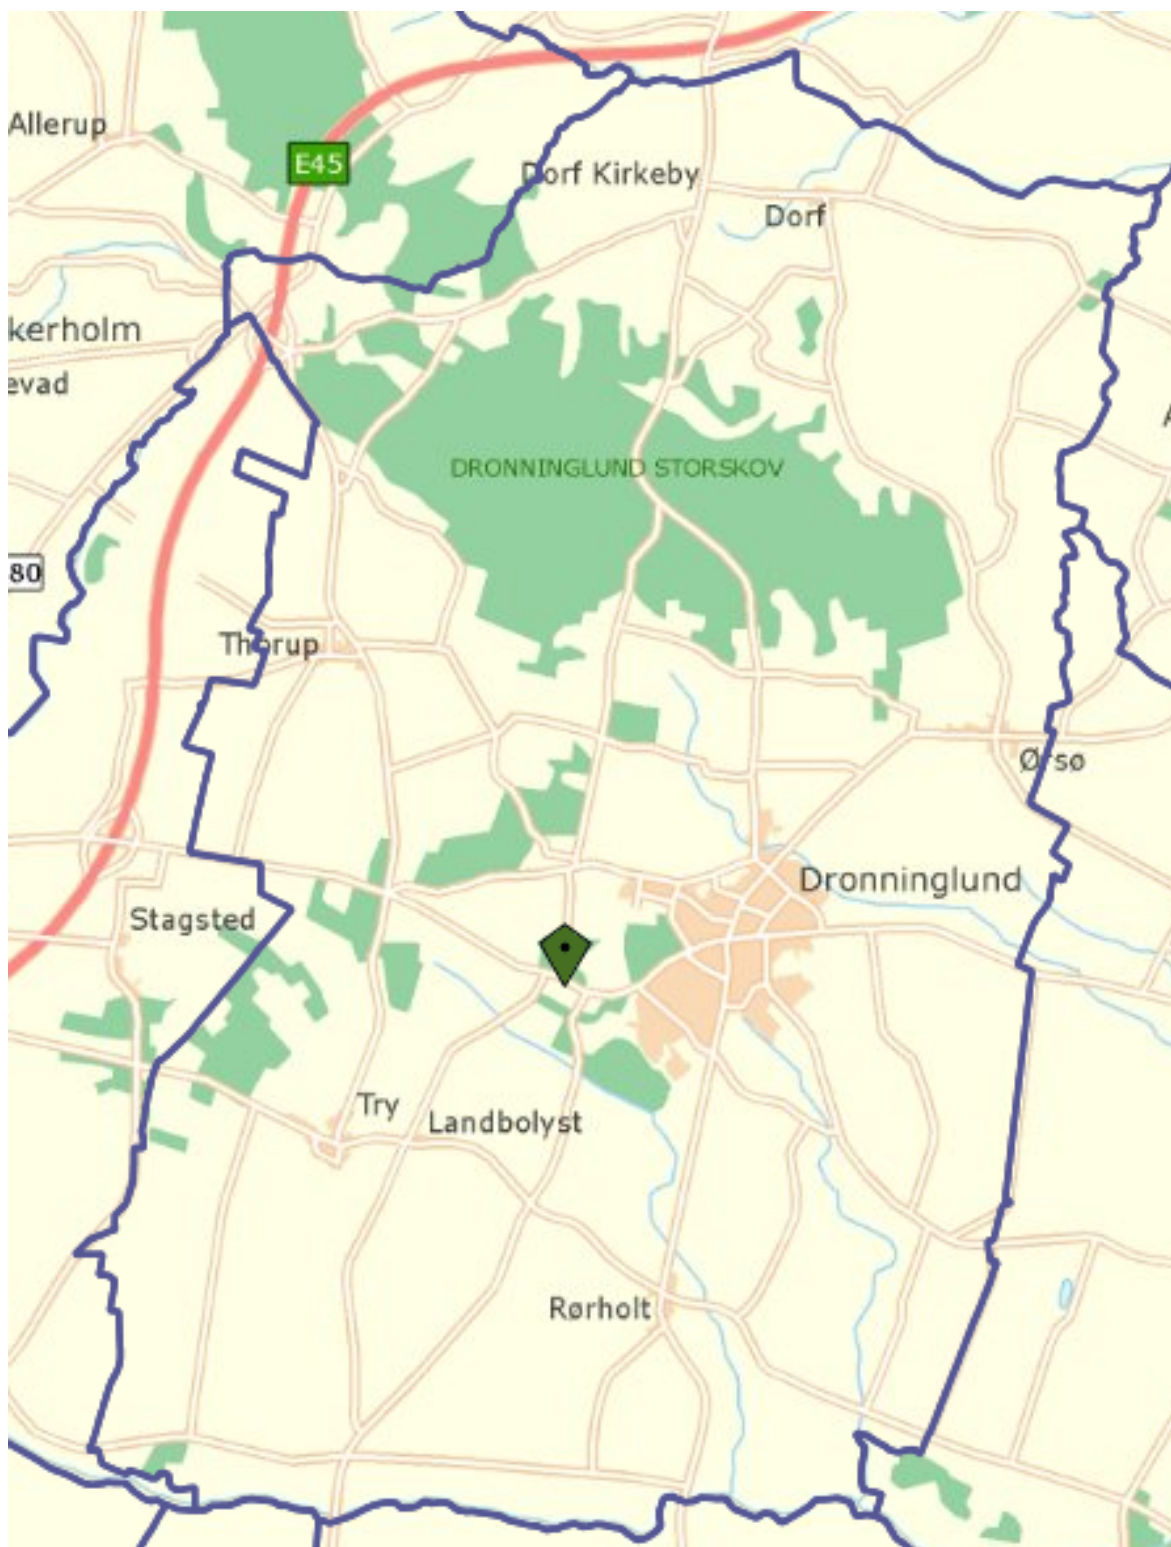 Allerup
E45
Dorf Kirkeby
Dorf
kerholm
evad
DRONNINGLUND STORSKOV
80
Thorup
Ørsø
Dronninglund
Stagsted
Try
Landbolyst
Rørholt